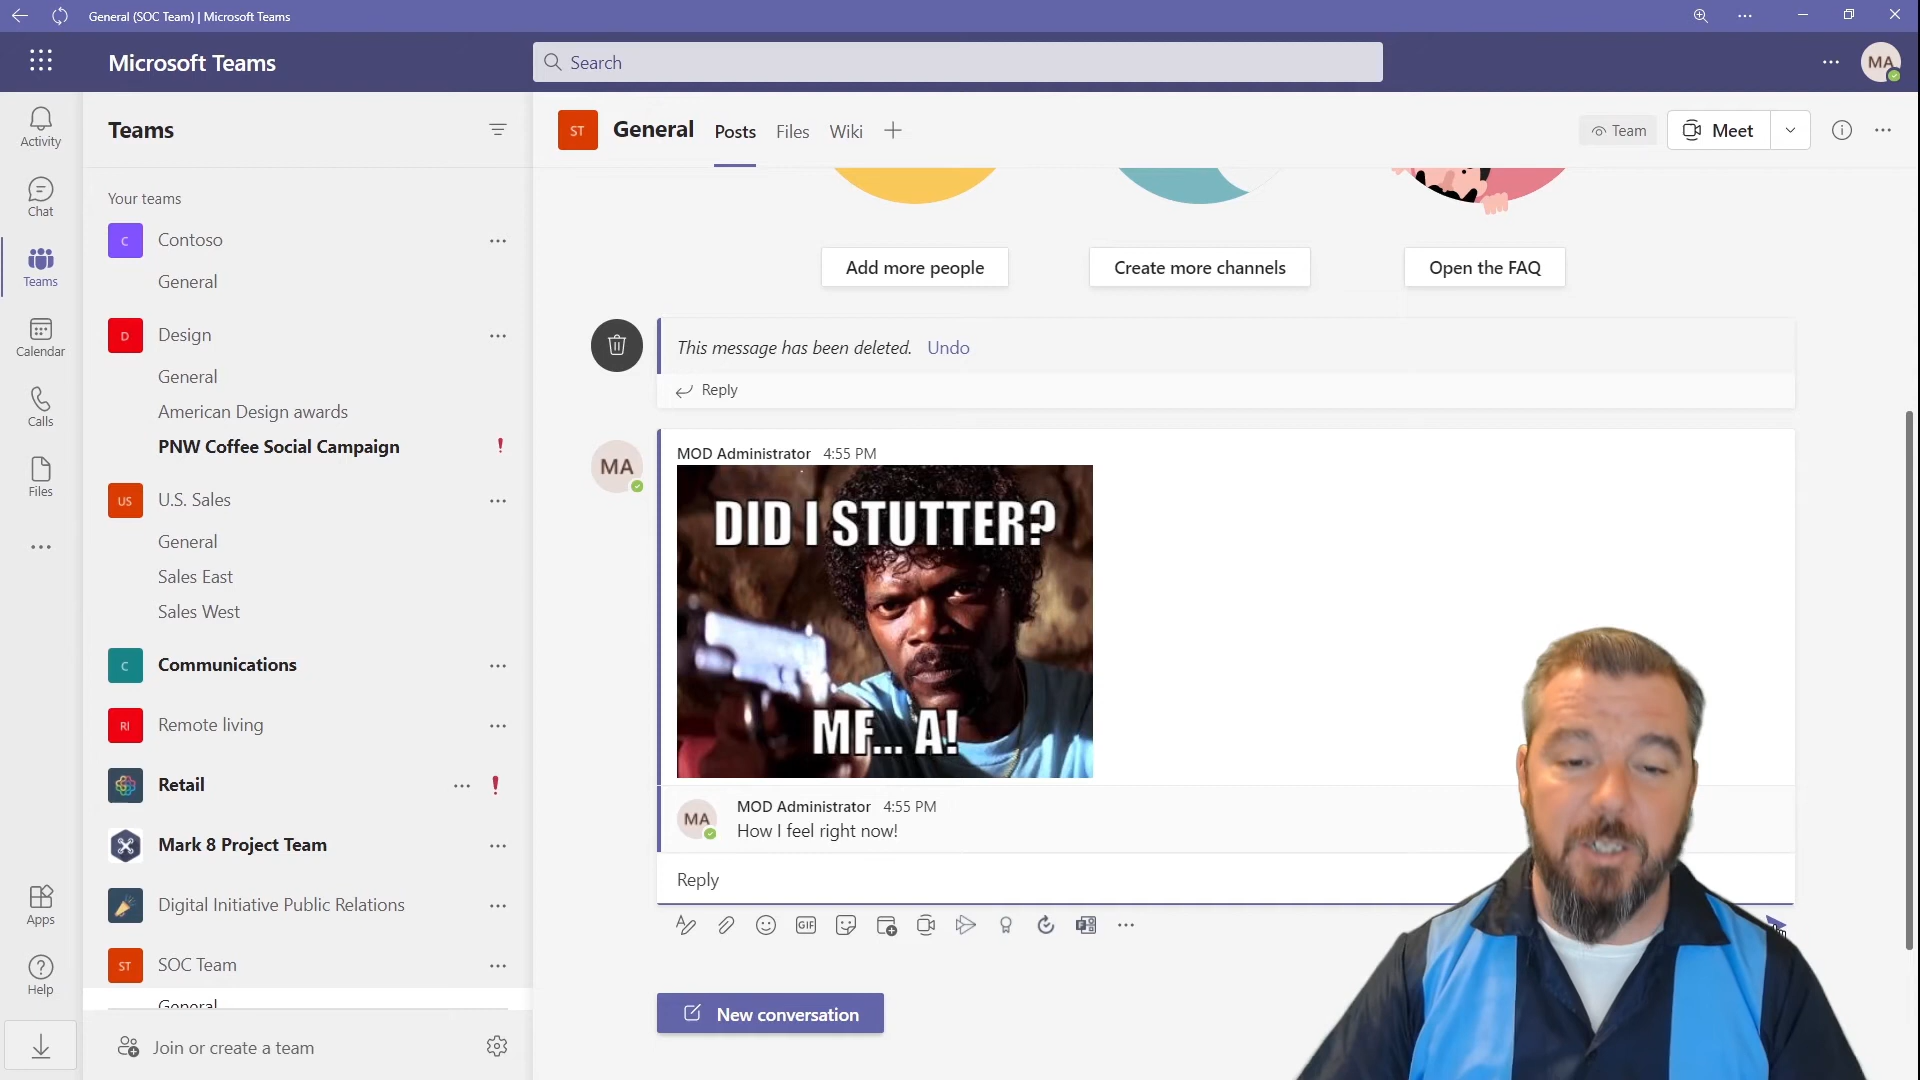 General (SOC Team) | Microsoft Teams
Microsoft Teams
Search
MA
Activity
Chat
Teams
Calendar
Calls
Files
Apps
Help
Teams
Your teams
C Contoso
General
D Design
General
American Design awards
PNW Coffee Social Campaign !
US U.S. Sales
General
Sales East
Sales West
C Communications
Rl Remote living
Retail !
Mark 8 Project Team
Digital Initiative Public Relations
ST SOC Team
General
Join or create a team
ST General Posts Files Wiki
Team
Meet
Add more people
Create more channels
Open the FAQ
This message has been deleted. Undo
Reply
MA
MOD Administrator 4:55 PM
DID I STUTTER?
MF... A!
MA
MOD Administrator 4:55 PM
How I feel right now!
Reply
GIF
New conversation